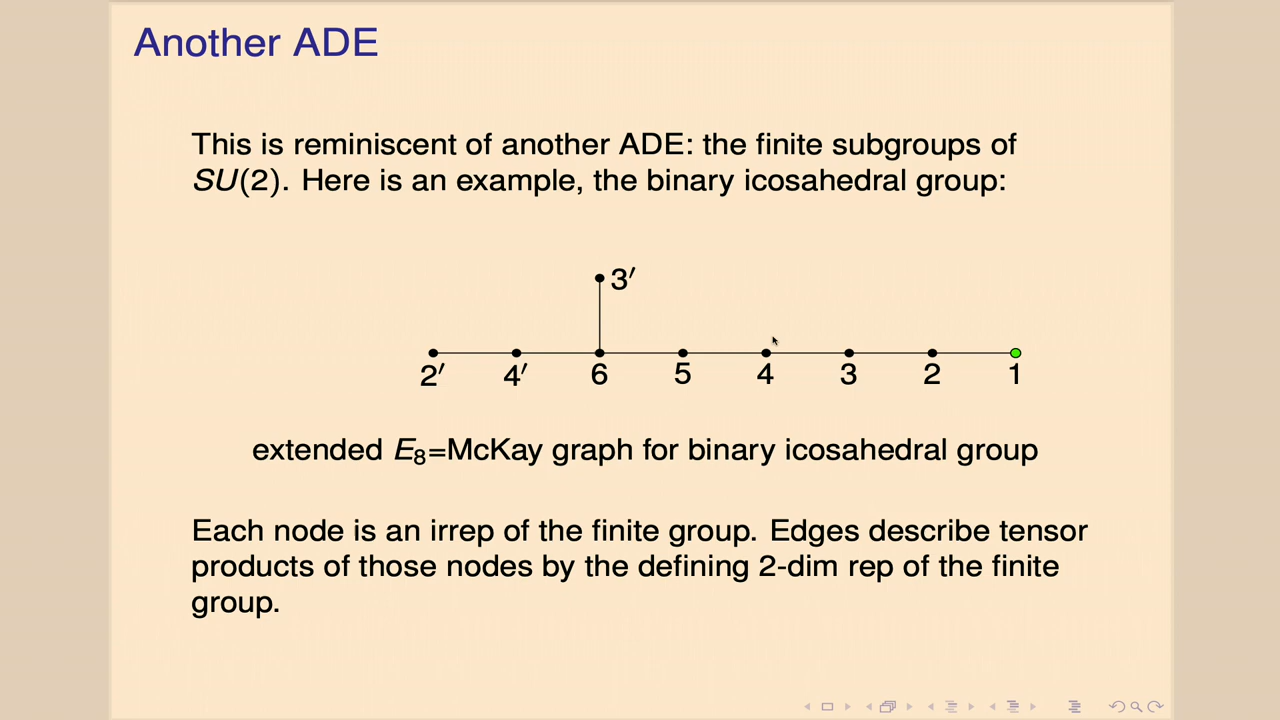 Another ADE
This is reminiscent of another ADE: the finite subgroups of
SU(2). Here is an example, the binary icosahedral group:
3′
2′ 4′ 6 5 4 3 2 1
extended E₈=McKay graph for binary icosahedral group
Each node is an irrep of the finite group. Edges describe tensor
products of those nodes by the defining 2-dim rep of the finite
group.